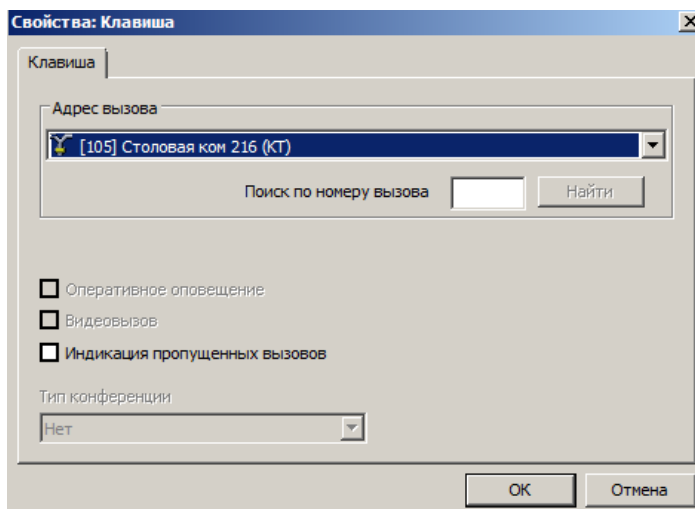 Свойства: Клавиша
Клавиша
Адрес вызова
[105] Столовая ком 216 (КТ)
Поиск по номеру вызова
Найти
Оперативное оповещение
Видеовызов
Индикация пропущенных вызовов
Тип конференции
Нет
ОК
Отмена